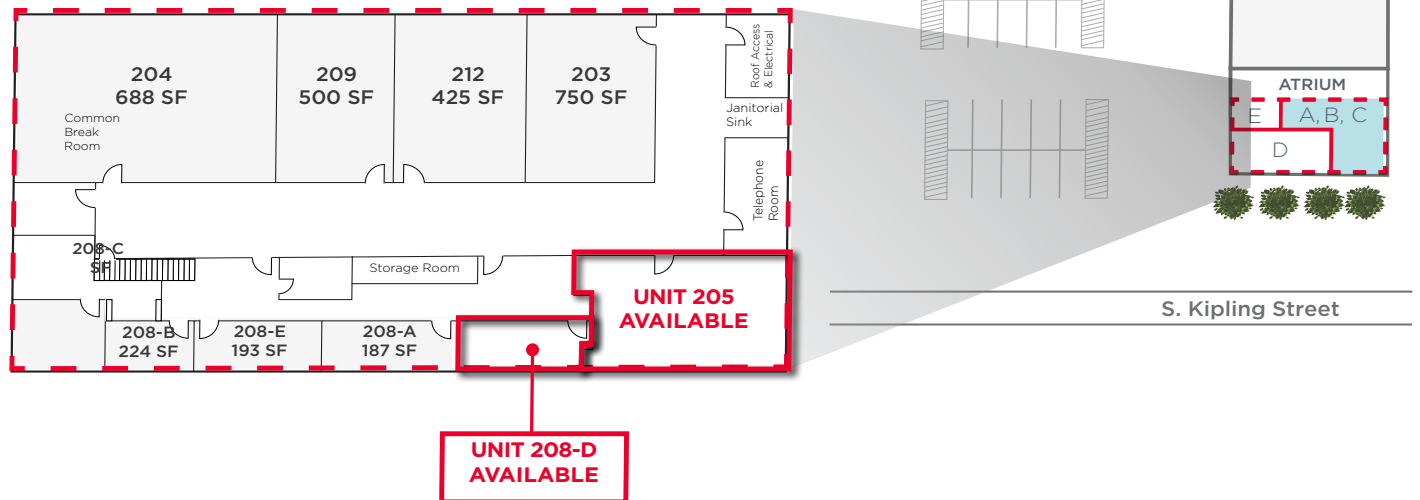 204
688 SF
Common
Break
Room
209
500 SF
212
425 SF
203
750 SF
Roof Access
& Electrical
Janitorial
Sink
Telephone
Room
208-C
SF
Storage Room
208-B
224 SF
208-E
193 SF
208-A
187 SF
UNIT 205
AVAILABLE
UNIT 208-D
AVAILABLE
ATRIUM
E
A, B, C
D
S. Kipling Street